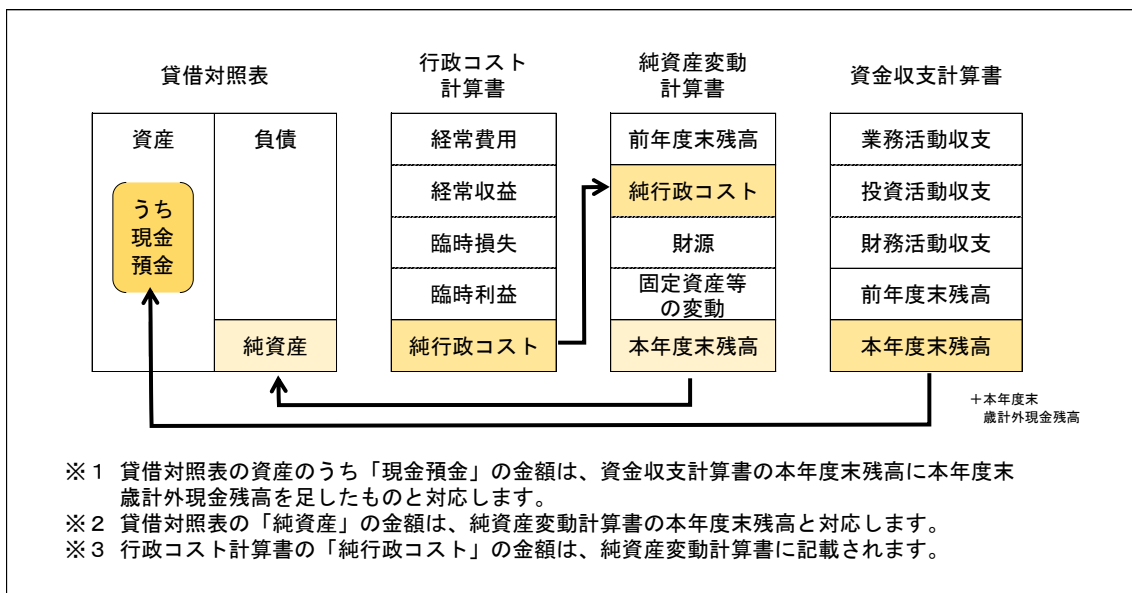 貸借対照表
行政コスト
計算書
純資産変動
計算書
資金収支計算書
資産
負債
うち
現金
預金
純資産
経常費用
経常収益
臨時損失
臨時利益
純行政コスト
前年度末残高
純行政コスト
財源
固定資産等
の変動
本年度末残高
業務活動収支
投資活動収支
財務活動収支
前年度末残高
本年度末残高
＋本年度末
歳計外現金残高
※１ 貸借対照表の資産のうち「現金預金」の金額は、資金収支計算書の本年度末残高に本年度末
歳計外現金残高を足したものと対応します。
※２ 貸借対照表の「純資産」の金額は、純資産変動計算書の本年度末残高と対応します。
※３ 行政コスト計算書の「純行政コスト」の金額は、純資産変動計算書に記載されます。